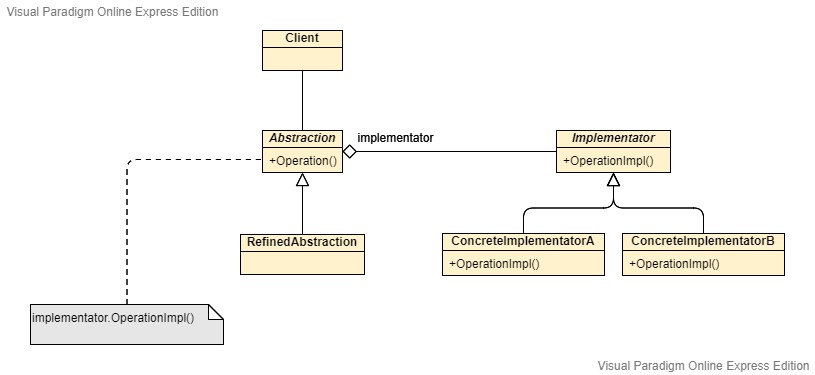 Visual Paradigm Online Express Edition
Client
Abstraction
+Operation()
implementator
Implementator
+OperationImpl()
RefinedAbstraction
ConcreteImplementatorA
+OperationImpl()
ConcreteImplementatorB
+OperationImpl()
implementator.OperationImpl()
Visual Paradigm Online Express Edition